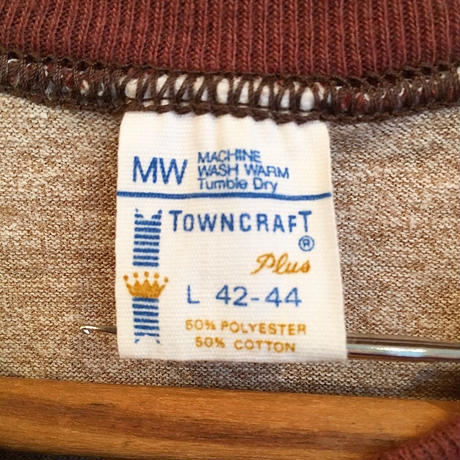 MW MACHINE
WASH WARM
Tumble Dry
TOWNCRAFT®
Plus
L 42-44
50% POLYESTER
50% COTTON